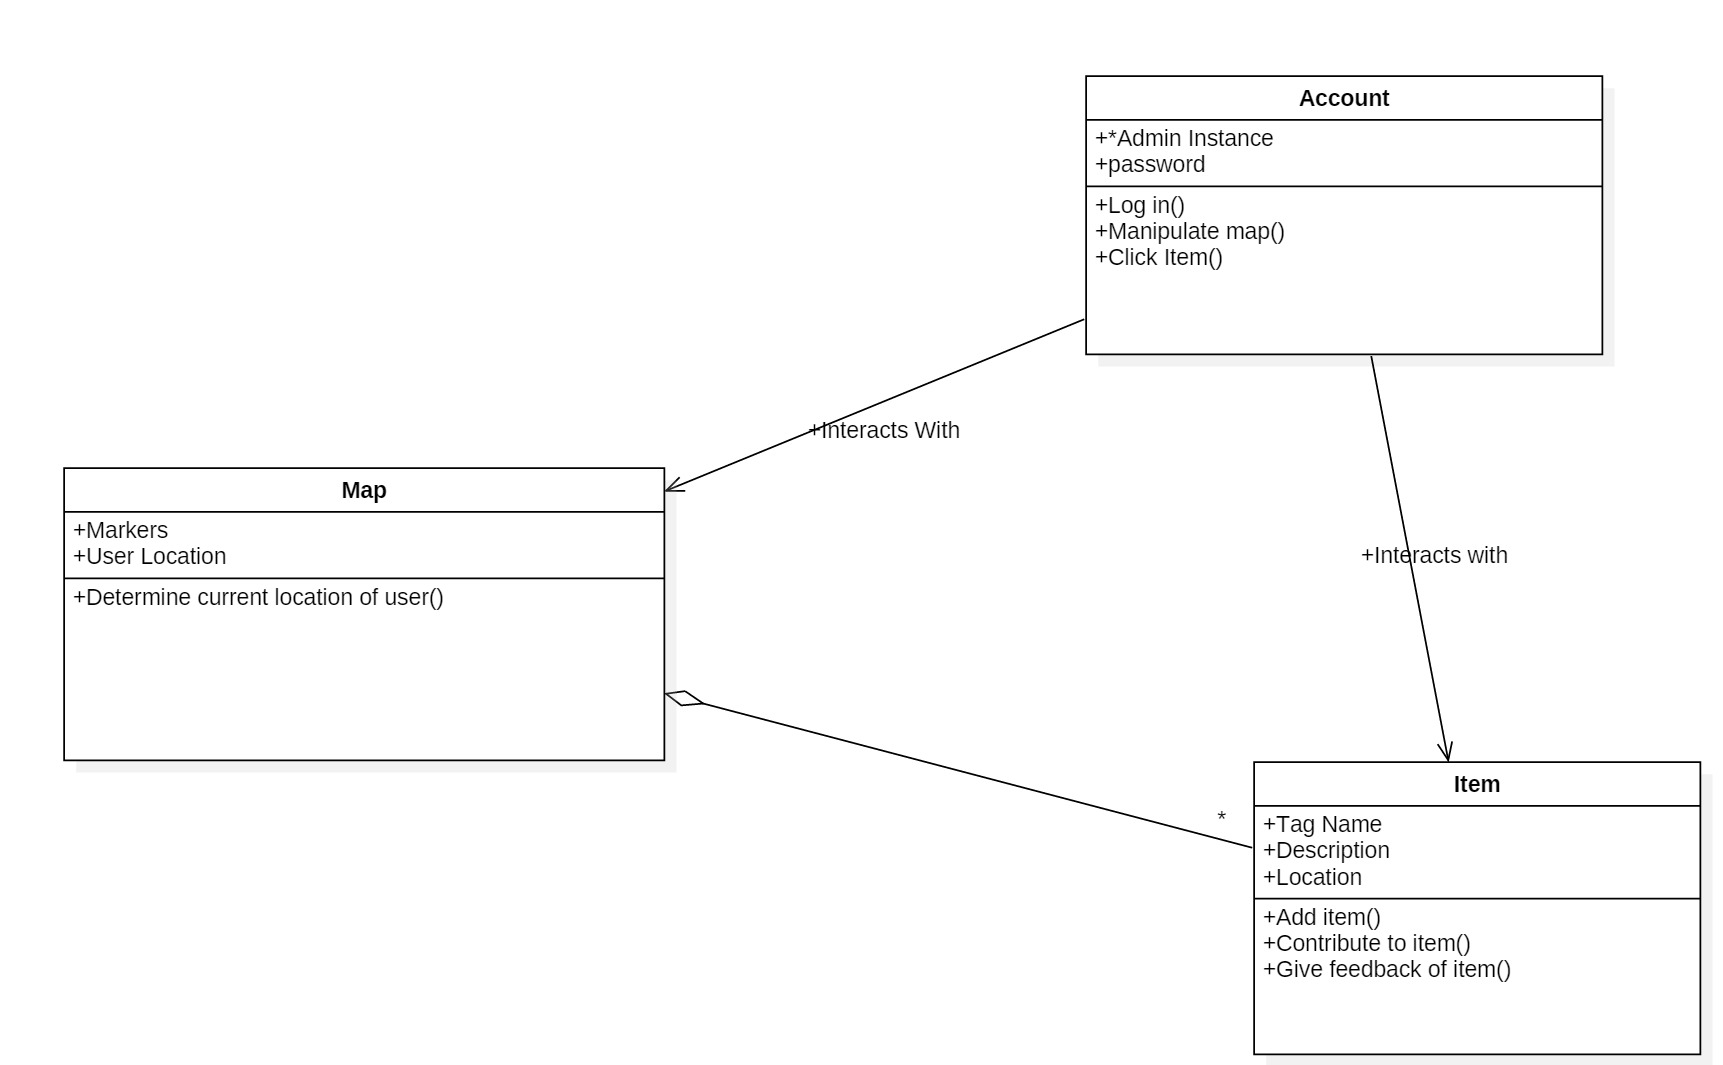 Account
+*Admin Instance
+password
+Log in()
+Manipulate map()
+Click Item()
+Interacts With
Map
+Markers
+User Location
+Determine current location of user()
+Interacts with
*
Item
+Tag Name
+Description
+Location
+Add item()
+Contribute to item()
+Give feedback of item()